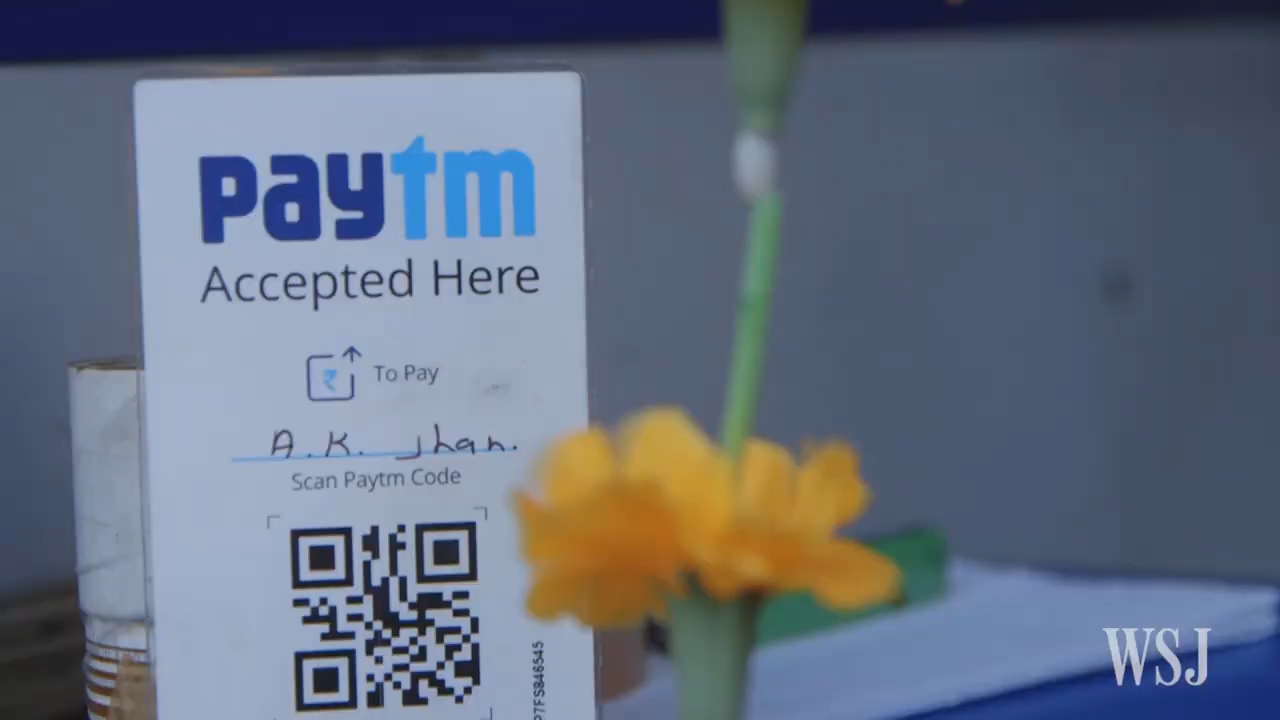 paytm
Accepted Here
To Pay
A.K. Jhan.
Scan Paytm Code
P7FS846545
WSJ